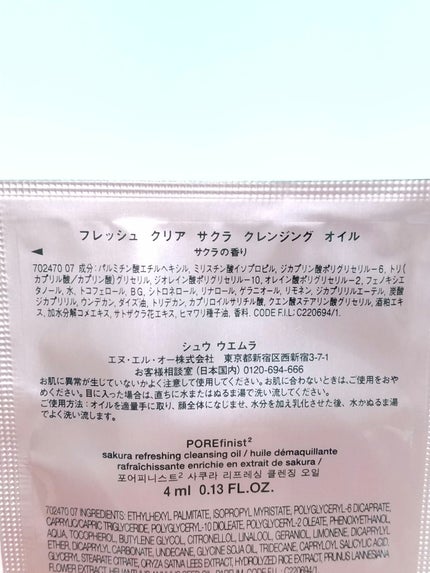 フレッシュ クリア サクラ クレンジング オイル
サクラの香り
702470 07 成分:パルミチン酸エチルヘキシル、ミリスチン酸イソプロピル、ジカプリン酸ポリグリセリル-6、トリ(
カプリル酸/カプリン酸)グリセリル、ジオレイン酸ポリグリセリル-10、オレイン酸ポリグリセリル-2、フェノキシエ
タノール、水、トコフェロール、BG、シトロネロール、リナロール、ゲラニオール、リモネン、ジカプリリルエーテル、炭酸
ジカプリリル、ウンデカン、ダイズ油、トリデカン、カプリロイルサリチル酸、クエン酸ステアリン酸グリセリル、酒粕エキ
ス、加水分解コメエキス、サトザクラ花エキス、ヒマワリ種子油、香料. CODE F.I.L: C220694/1.
シュウ ウエムラ
エヌ・エル・オー株式会社 東京都新宿区西新宿3-7-1
お客様相談室 (日本国内) 0120-694-666
お肌に異常が生じていないかよく注意して使用してください。お肌に合わないときは、ご使用をおや
めください。目に入った場合は、直ちに水またはぬるま湯で洗い流してください。
ご使用方法:オイルを適量手に取り、顔全体になじませ、水分を加え乳化させた後、水かぬるま湯
でよく洗い流します。
POREfinist²
sakura refreshing cleansing oil / huile démaquillante
rafraîchissante enrichie en extrait de sakura /
포어피니스트² 사쿠라 리프레싱 클렌징 오일
4 ml 0.13 FL.OZ.
702470 07 INGREDIENTS: ETHYLHEXYL PALMITATE, ISOPROPYL MYRISTATE, POLYGLYCERYL-6 DICAPRATE,
CAPRYLIC/CAPRIC TRIGLYCERIDE, POLYGLYCERYL-10 DIOLEATE, POLYGLYCERYL-2 OLEATE, PHENOXYETHANOL,
AQUA, TOCOPHEROL, BUTYLENE GLYCOL, CITRONELLOL, LINALOOL, GERANIOL, LIMONENE, DICAPRYLYL
ETHER, DICAPRYLYL CARBONATE, UNDECANE, GLYCINE SOJA OIL, TRIDECANE, CAPRYLOYL SALICYLIC ACID,
GLYCERYL STEARATE CITRATE, ORYZA SATIVA LEES EXTRACT, HYDROLYZED RICE EXTRACT, PRUNUS LANNESIANA
FLOWER EXTRACT,